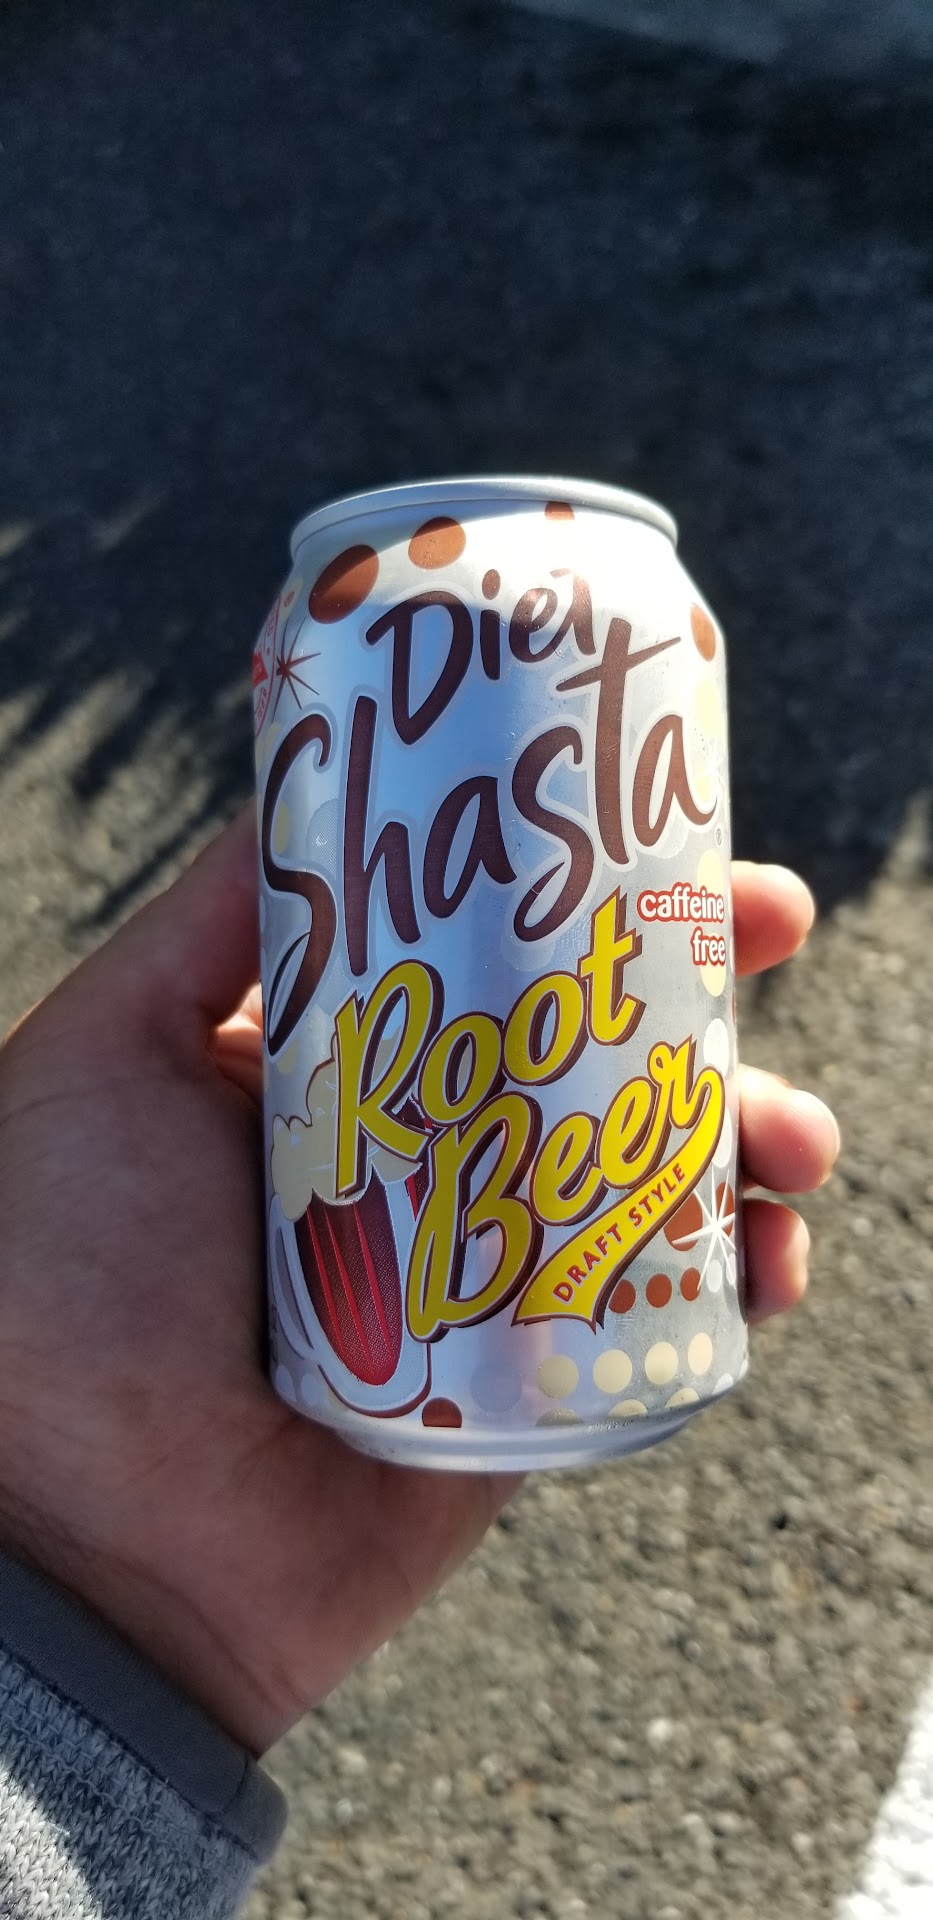 Diet
Shasta
®
caffeine
free
Root
Beer
DRAFT STYLE